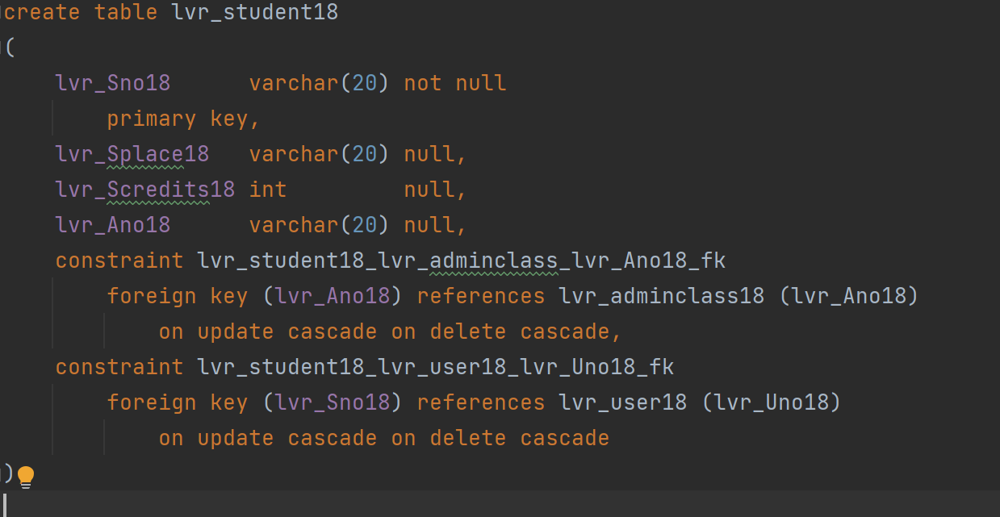 create table lvr_student18
(
    lvr_Sno18      varchar(20) not null
        primary key,
    lvr_Splace18   varchar(20) null,
    lvr_Scredits18 int         null,
    lvr_Ano18      varchar(20) null,
    constraint lvr_student18_lvr_adminclass_lvr_Ano18_fk
        foreign key (lvr_Ano18) references lvr_adminclass18 (lvr_Ano18)
            on update cascade on delete cascade,
    constraint lvr_student18_lvr_user18_lvr_Uno18_fk
        foreign key (lvr_Sno18) references lvr_user18 (lvr_Uno18)
            on update cascade on delete cascade
)